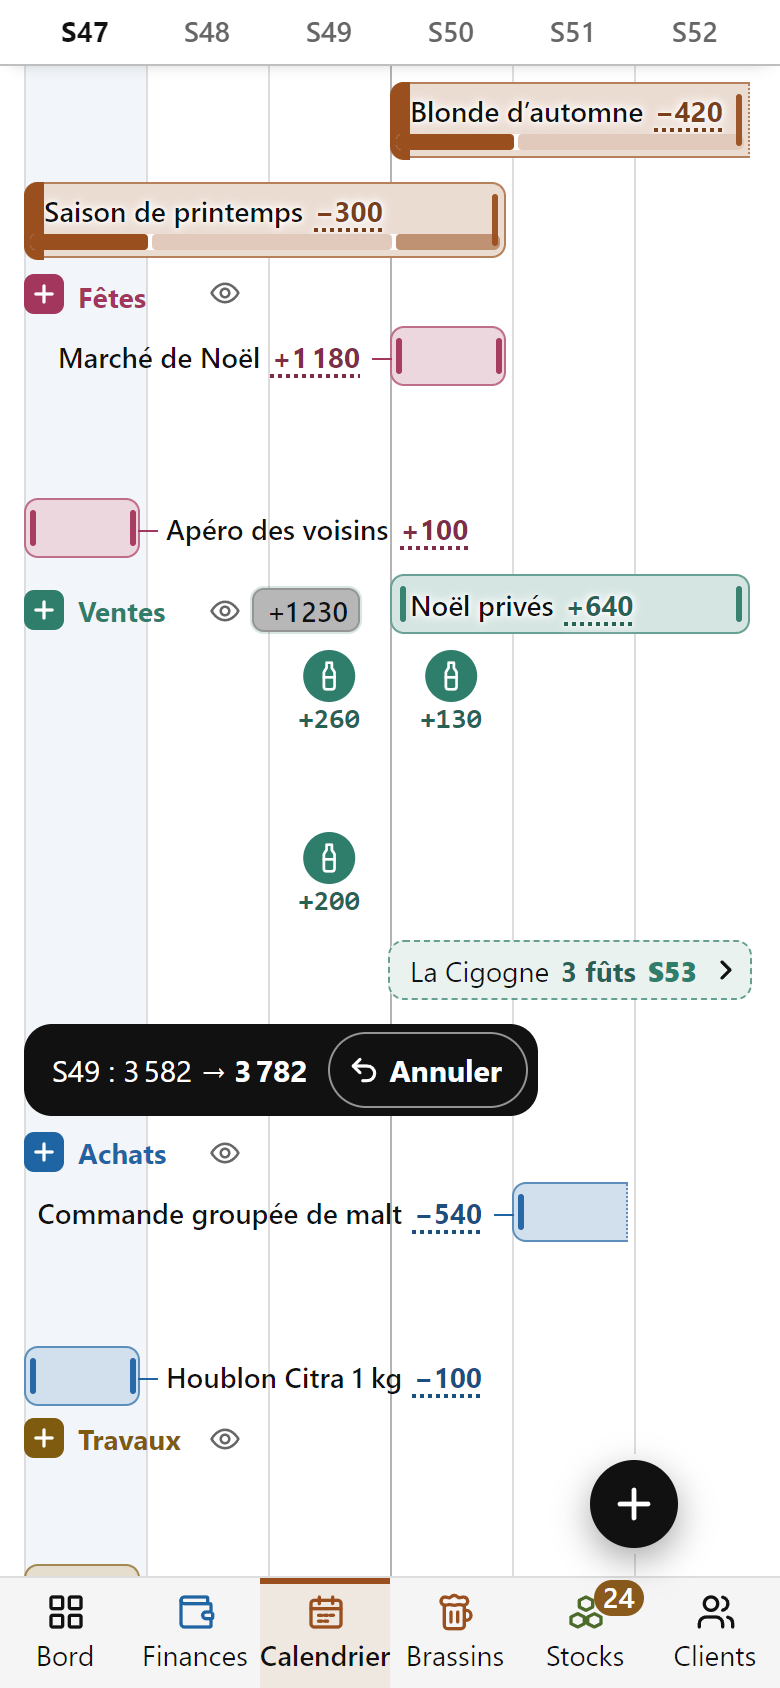 S47 S48 S49 S50 S51 S52
Blonde d’automne −420
Saison de printemps −300
Fêtes
Marché de Noël +1 180
Apéro des voisins +100
Ventes +1230 Noël privés +640
+260 +130
+200
La Cigogne 3 fûts S53
S49 : 3 582 → 3 782 Annuler
Achats
Commande groupée de malt −540
Houblon Citra 1 kg −100
Travaux
24
Bord Finances Calendrier Brassins Stocks Clients